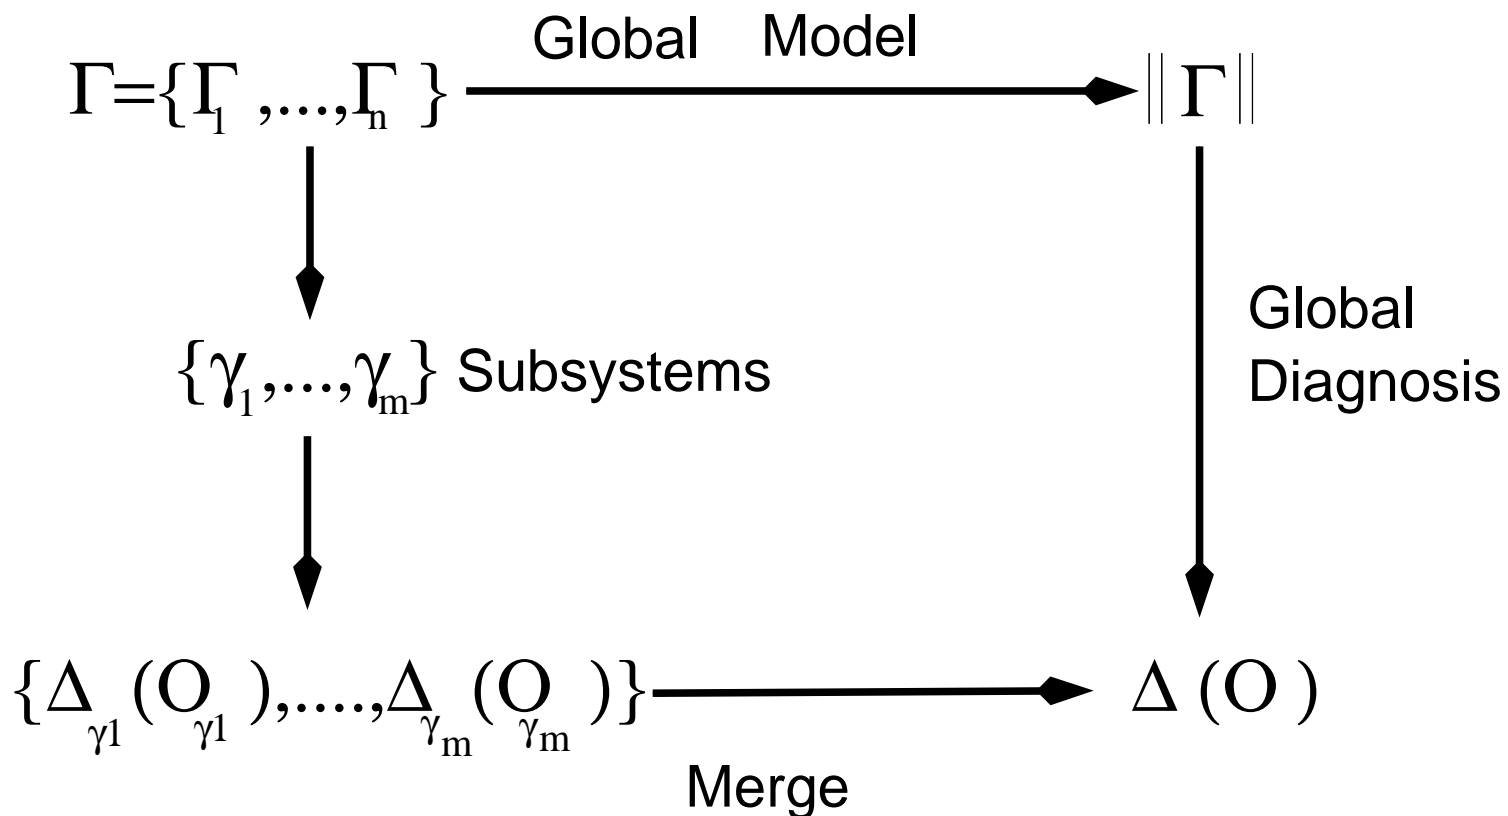 Global Model
Γ={Γ₁,...,Γₙ}
||Γ||
Global
Diagnosis
{γ₁,...,γₘ} Subsystems
{Δγ1(Oγ1),....,Δγₘ(Oγₘ)}
Δ(O)
Merge